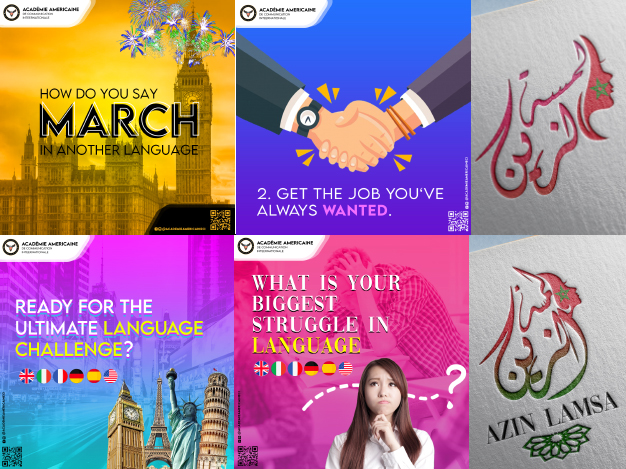 ACADÉMIE AMERICAINE
DE COMMUNICATION
INTERNATIONALE
HOW DO YOU SAY
MARCH
IN ANOTHER LANGUAGE
ACADÉMIE AMERICAINE
DE COMMUNICATION
INTERNATIONALE
2. GET THE JOB YOU'VE
ALWAYS WANTED.
ACADÉMIE AMERICAINE
DE COMMUNICATION
INTERNATIONALE
READY FOR THE
ULTIMATE LANGUAGE
CHALLENGE?
ACADÉMIE AMERICAINE
DE COMMUNICATION
INTERNATIONALE
WHAT IS YOUR
BIGGEST
STRUGGLE IN
LANGUAGE
?
AZIN LAMSA